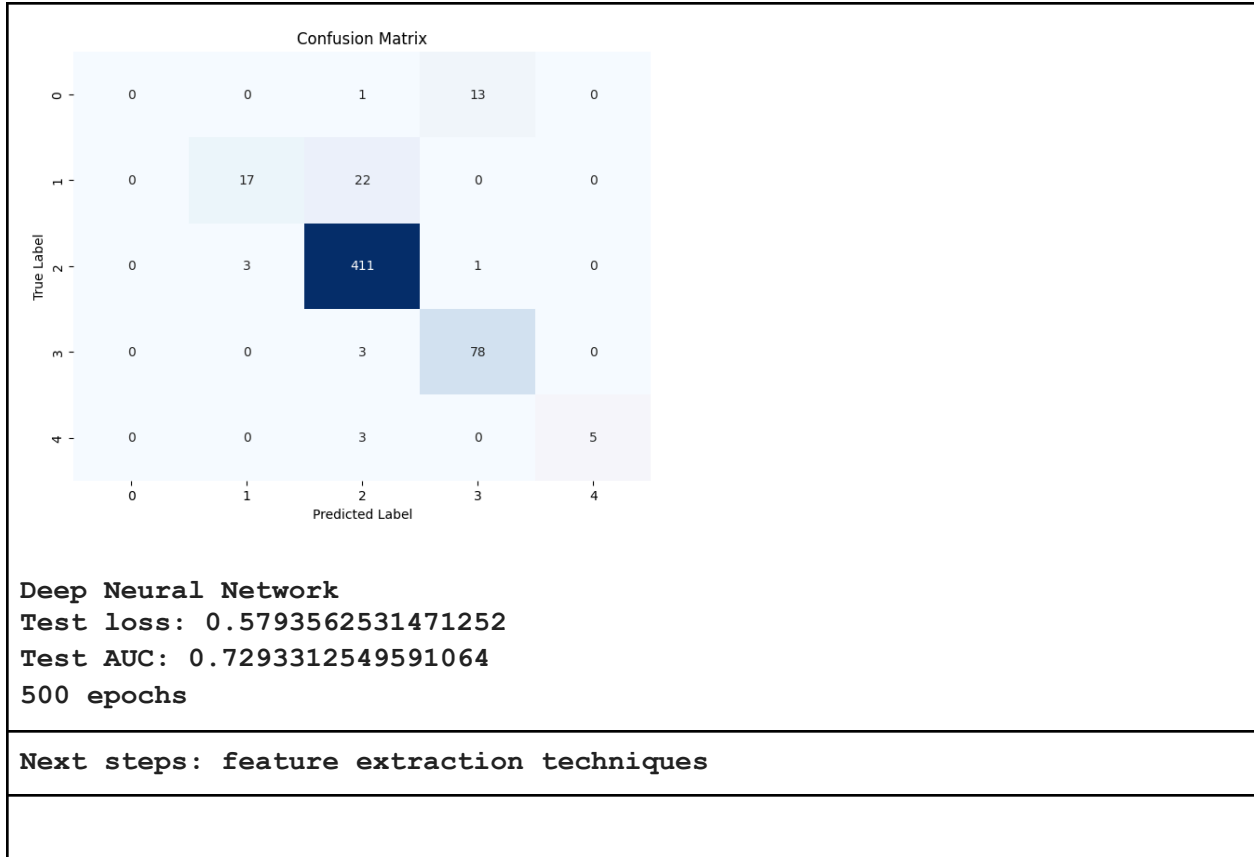 Confusion Matrix
0 0 0 1 13 0
1 0 17 22 0 0
2 0 3 411 1 0
3 0 0 3 78 0
4 0 0 3 0 5
True Label
0 1 2 3 4
Predicted Label
Deep Neural Network
Test loss: 0.5793562531471252
Test AUC: 0.7293312549591064
500 epochs
Next steps: feature extraction techniques